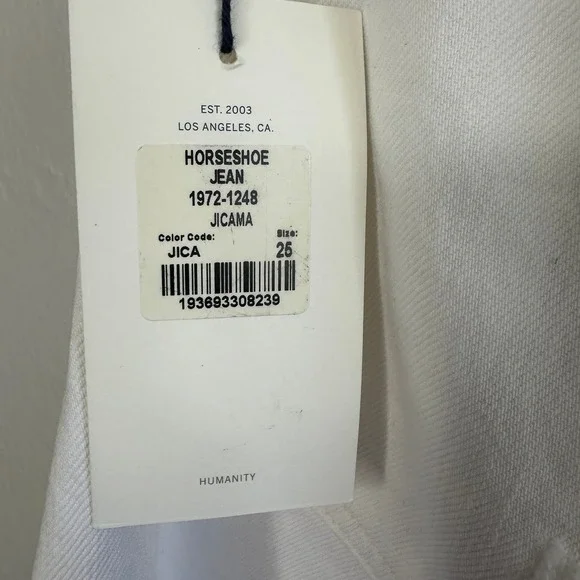 EST. 2003
LOS ANGELES, CA.
HORSESHOE
JEAN
1972-1248
JICAMA
Color Code: Size:
JICA 25
193693308239
HUMANITY